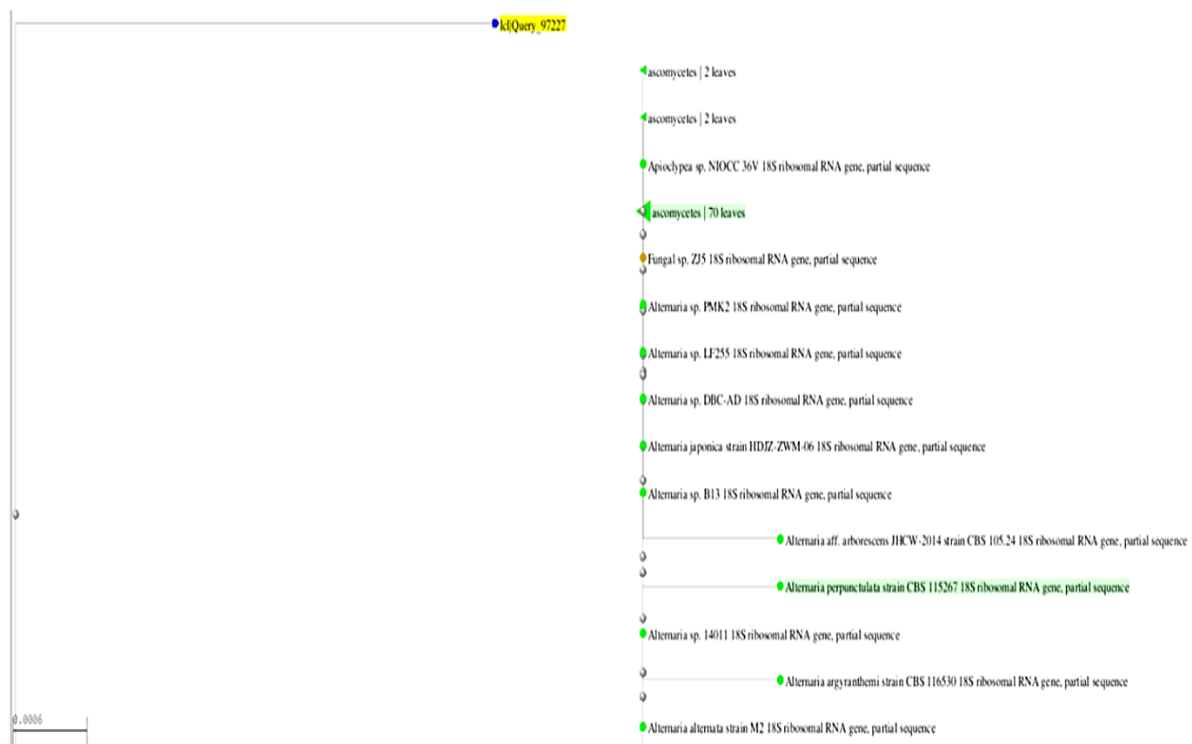 lcl|Query_97227
ascomycetes | 2 leaves
ascomycetes | 2 leaves
Apioclypea sp. NIOCC 36V 18S ribosomal RNA gene, partial sequence
ascomycetes | 70 leaves
Fungal sp. ZJ5 18S ribosomal RNA gene, partial sequence
Alternaria sp. PMK2 18S ribosomal RNA gene, partial sequence
Alternaria sp. LF255 18S ribosomal RNA gene, partial sequence
Alternaria sp. DBC-AD 18S ribosomal RNA gene, partial sequence
Alternaria japonica strain HDJZ-ZWM-06 18S ribosomal RNA gene, partial sequence
Alternaria sp. B13 18S ribosomal RNA gene, partial sequence
Alternaria aff. arborescens JHCW-2014 strain CBS 105.24 18S ribosomal RNA gene, partial sequence
Alternaria perpunctulata strain CBS 115267 18S ribosomal RNA gene, partial sequence
Alternaria sp. 14011 18S ribosomal RNA gene, partial sequence
Alternaria argyranthemi strain CBS 116530 18S ribosomal RNA gene, partial sequence
0.0006
Alternaria alternata strain M2 18S ribosomal RNA gene, partial sequence